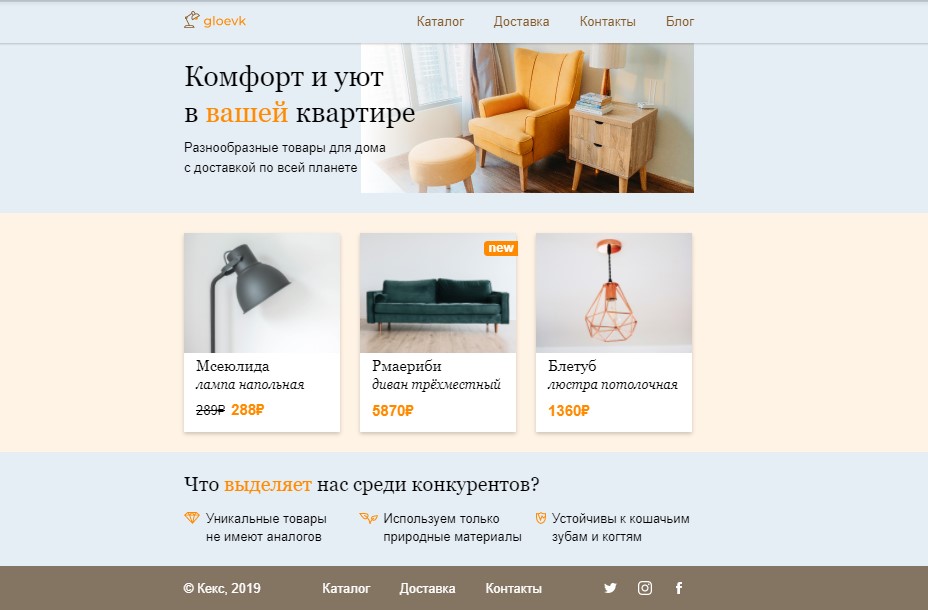 gloevk
Каталог
Доставка
Контакты
Блог
Комфорт и уют
в вашей квартире
Разнообразные товары для дома
с доставкой по всей планете
new
Мсеюлида
лампа напольная
289₽ 288₽
Рмаериби
диван трёхместный
5870₽
Блетуб
люстра потолочная
1360₽
Что выделяет нас среди конкурентов?
Уникальные товары
не имеют аналогов
Используем только
природные материалы
Устойчивы к кошачьим
зубам и когтям
© Кекс, 2019
Каталог
Доставка
Контакты